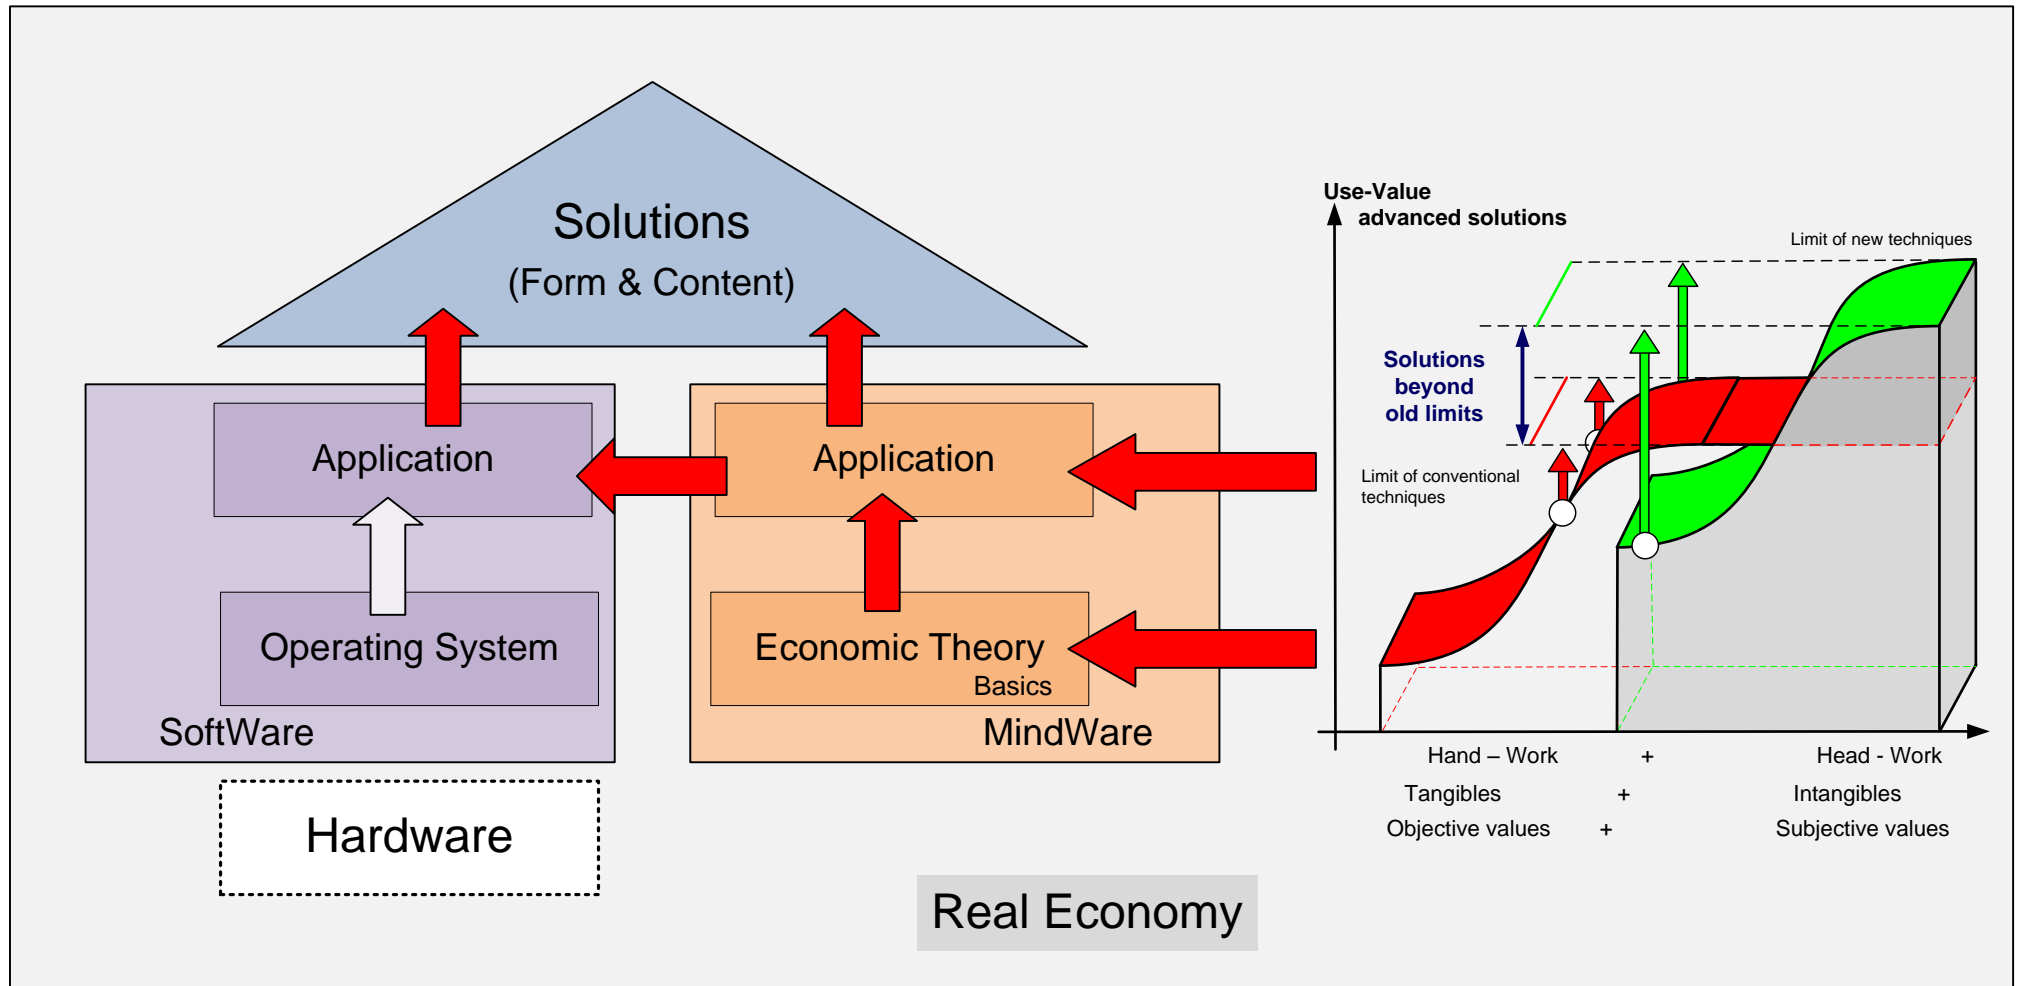 Solutions
(Form & Content)
Application
Operating System
SoftWare
Hardware
Application
Economic Theory
Basics
MindWare
Real Economy
Use-Value
advanced solutions
Limit of new techniques
Solutions
beyond
old limits
Limit of conventional
techniques
Hand – Work + Head - Work
Tangibles + Intangibles
Objective values + Subjective values